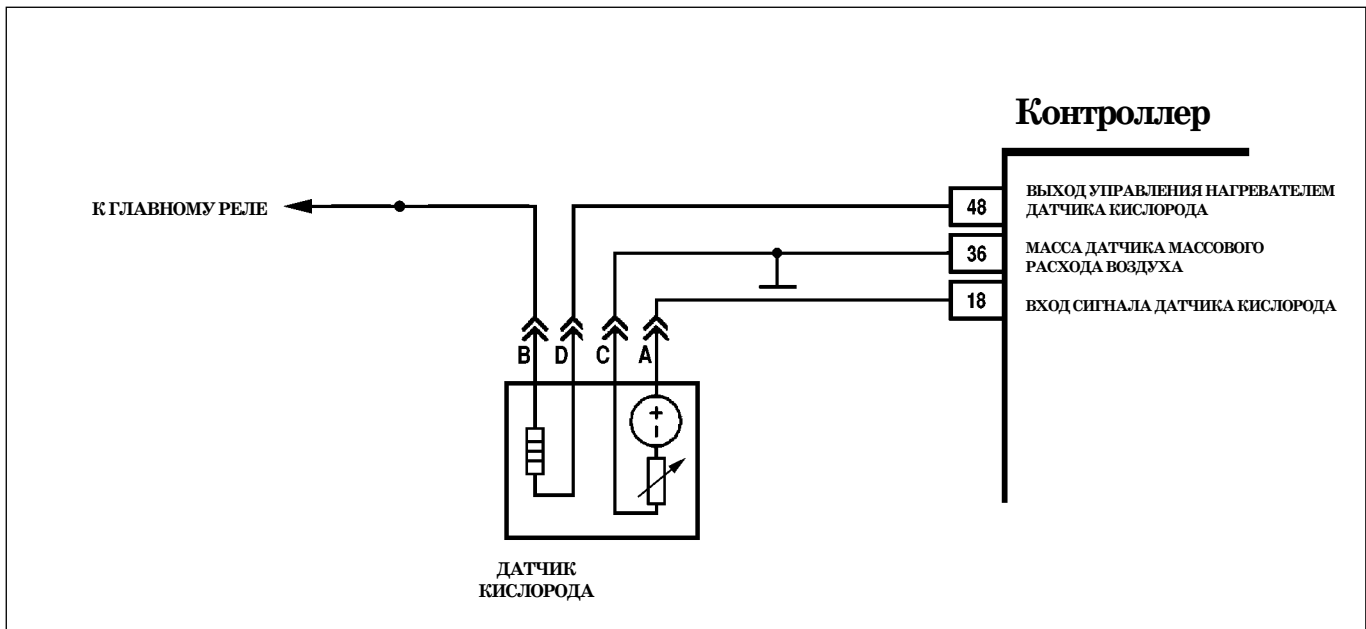 Контроллер
К ГЛАВНОМУ РЕЛЕ
48
ВЫХОД УПРАВЛЕНИЯ НАГРЕВАТЕЛЕМ
ДАТЧИКА КИСЛОРОДА
36
МАССА ДАТЧИКА МАССОВОГО
РАСХОДА ВОЗДУХА
18
ВХОД СИГНАЛА ДАТЧИКА КИСЛОРОДА
B D C A
ДАТЧИК
КИСЛОРОДА